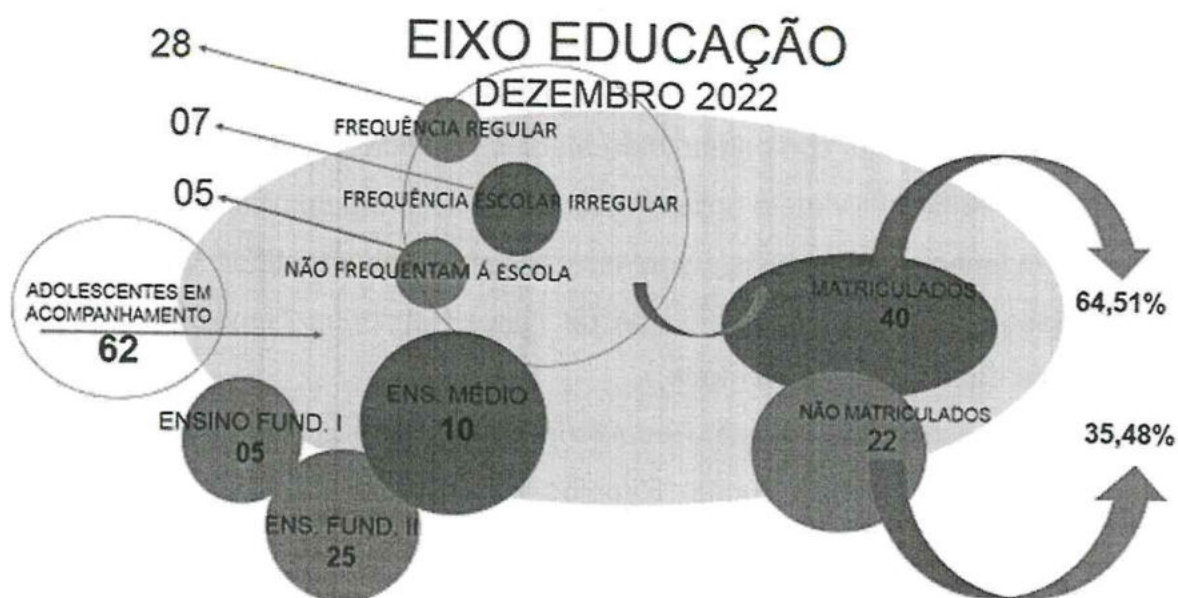 EIXO EDUCAÇÃO
DEZEMBRO 2022
28
FREQUÊNCIA REGULAR
07
FREQUÊNCIA ESCOLAR IRREGULAR
05
NÃO FREQUENTAM Á ESCOLA
ADOLESCENTES EM
ACOMPANHAMENTO
62
MATRICULADOS
40
64,51%
ENS. MÉDIO
10
ENSINO FUND. I
05
NÃO MATRICULADOS
22
35,48%
ENS. FUND. II
25